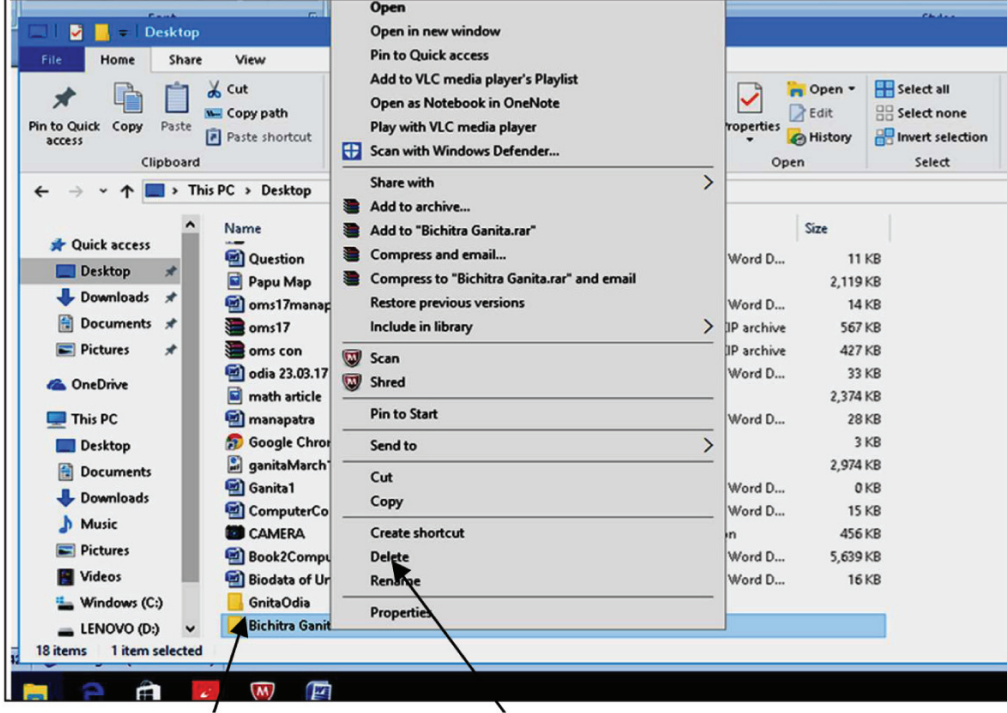 Desktop
File Home Share View
Pin to Quick access
Copy
Paste
Cut
Copy path
Paste shortcut
Clipboard
Open
Edit
History
Open
Select all
Select none
Invert selection
Select
This PC > Desktop
Quick access
Desktop
Downloads
Documents
Pictures
OneDrive
This PC
Desktop
Documents
Downloads
Music
Pictures
Videos
Windows (C:)
LENOVO (D:)
18 items 1 item selected
Name
Question
Papu Map
oms17manap
oms17
oms con
odia 23.03.17
math article
manapatra
Google Chror
ganitaMarch
Ganita1
ComputerCo
CAMERA
Book2Compu
Biodata of Ur
GnitaOdia
Bichitra Ganit
Open
Open in new window
Pin to Quick access
Add to VLC media player's Playlist
Open as Notebook in OneNote
Play with VLC media player
Scan with Windows Defender...
Share with
Add to archive...
Add to "Bichitra Ganita.rar"
Compress and email...
Compress to "Bichitra Ganita.rar" and email
Restore previous versions
Include in library
Scan
Shred
Pin to Start
Send to
Cut
Copy
Create shortcut
Delete
Rename
Properties
Size
Word D... 11 KB
2,119 KB
Word D... 14 KB
IP archive 567 KB
IP archive 427 KB
Word D... 33 KB
2,374 KB
Word D... 28 KB
3 KB
2,974 KB
Word D... 0 KB
Word D... 15 KB
on 456 KB
Word D... 5,639 KB
Word D... 16 KB